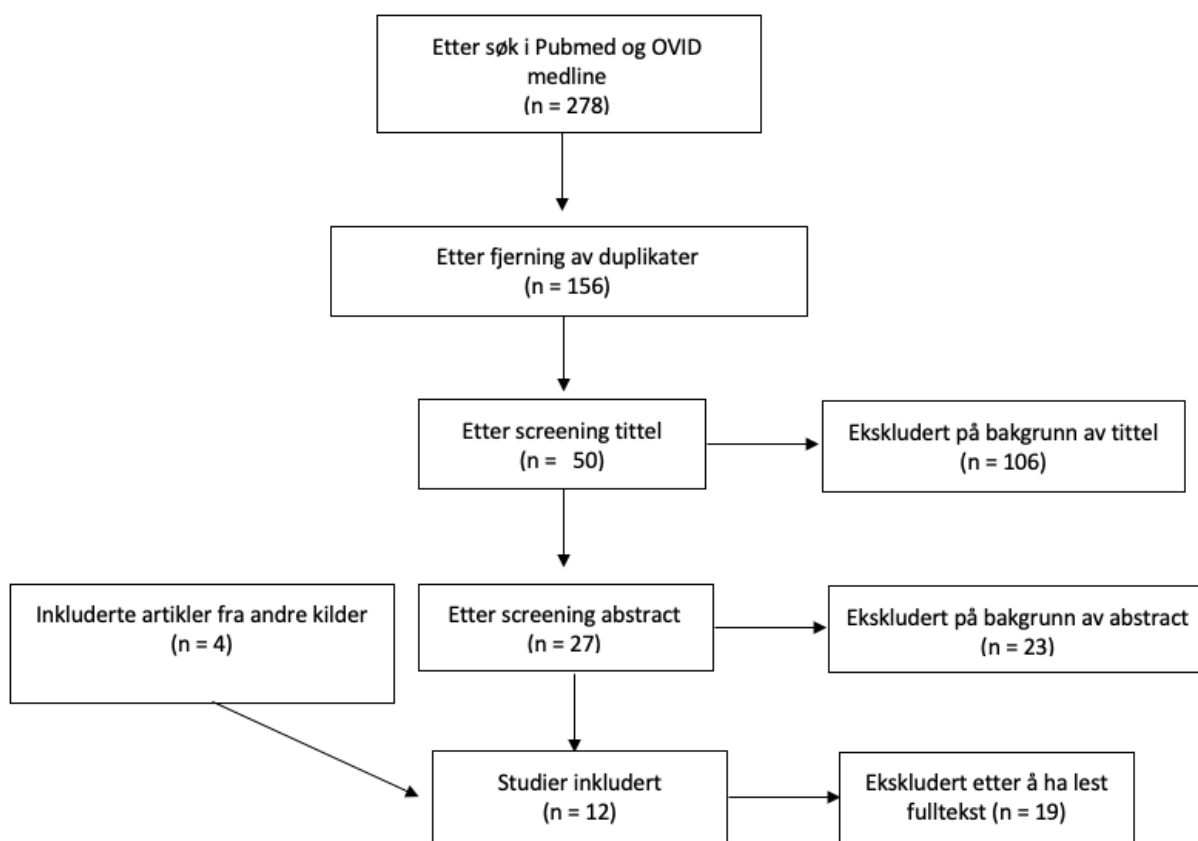 Etter søk i Pubmed og OVID
medline
(n = 278)
Etter fjerning av duplikater
(n = 156)
Etter screening tittel
(n = 50)
Ekskludert på bakgrunn av tittel
(n = 106)
Inkluderte artikler fra andre kilder
(n = 4)
Etter screening abstract
(n = 27)
Ekskludert på bakgrunn av abstract
(n = 23)
Studier inkludert
(n = 12)
Ekskludert etter å ha lest
fulltekst (n = 19)